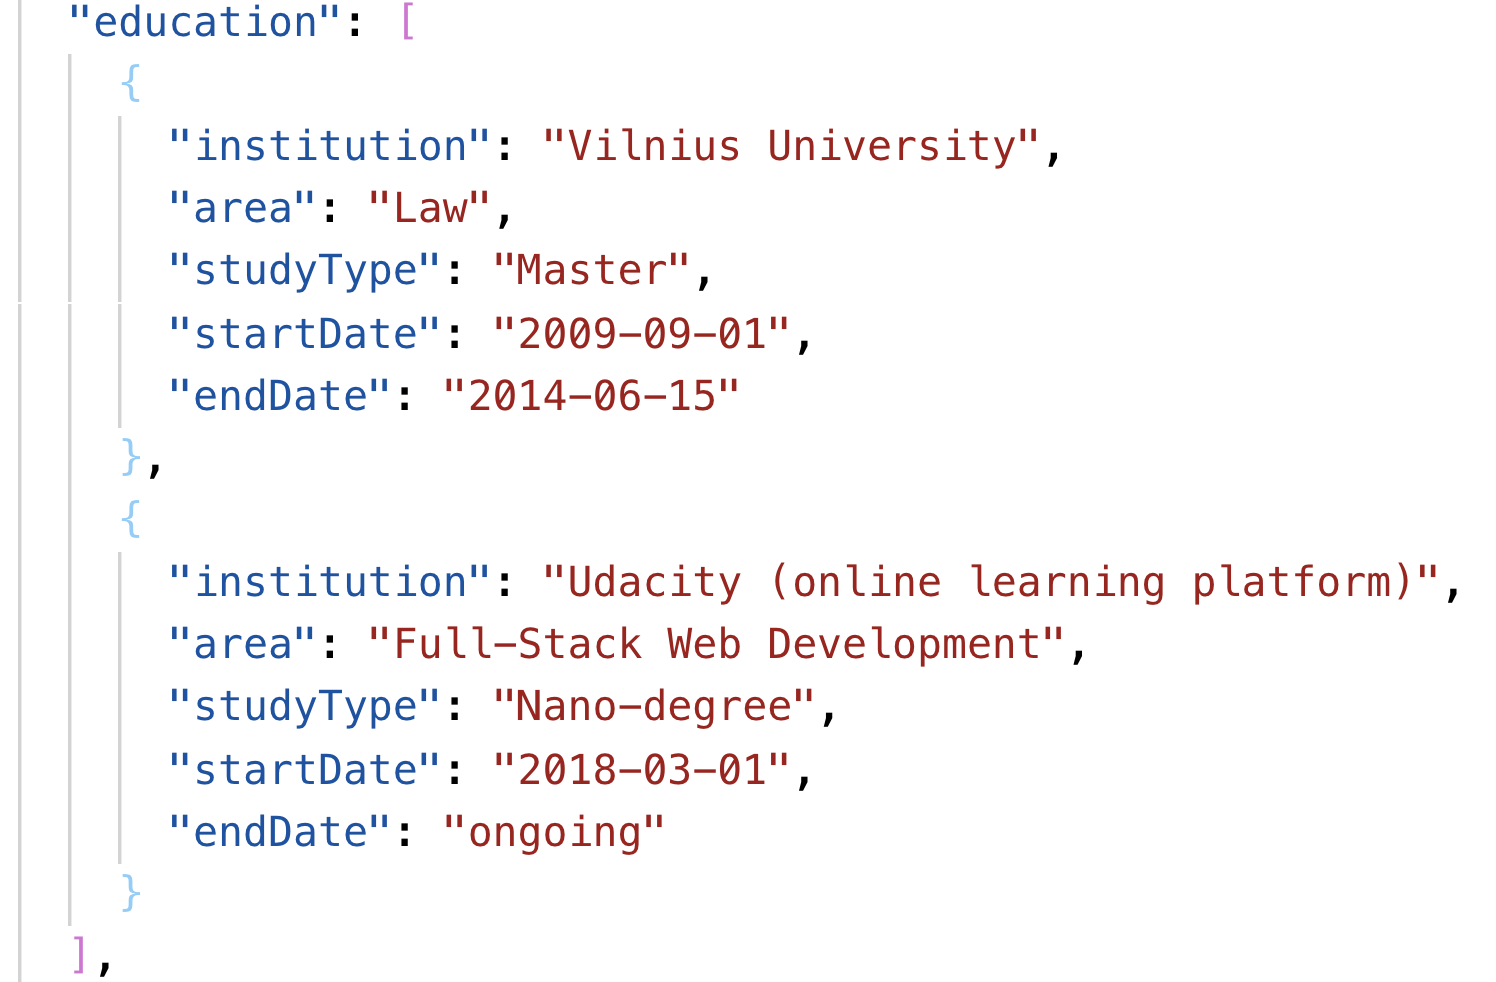 "education": [
{
"institution": "Vilnius University",
"area": "Law",
"studyType": "Master",
"startDate": "2009-09-01",
"endDate": "2014-06-15"
},
{
"institution": "Udacity (online learning platform)",
"area": "Full-Stack Web Development",
"studyType": "Nano-degree",
"startDate": "2018-03-01",
"endDate": "ongoing"
}
],